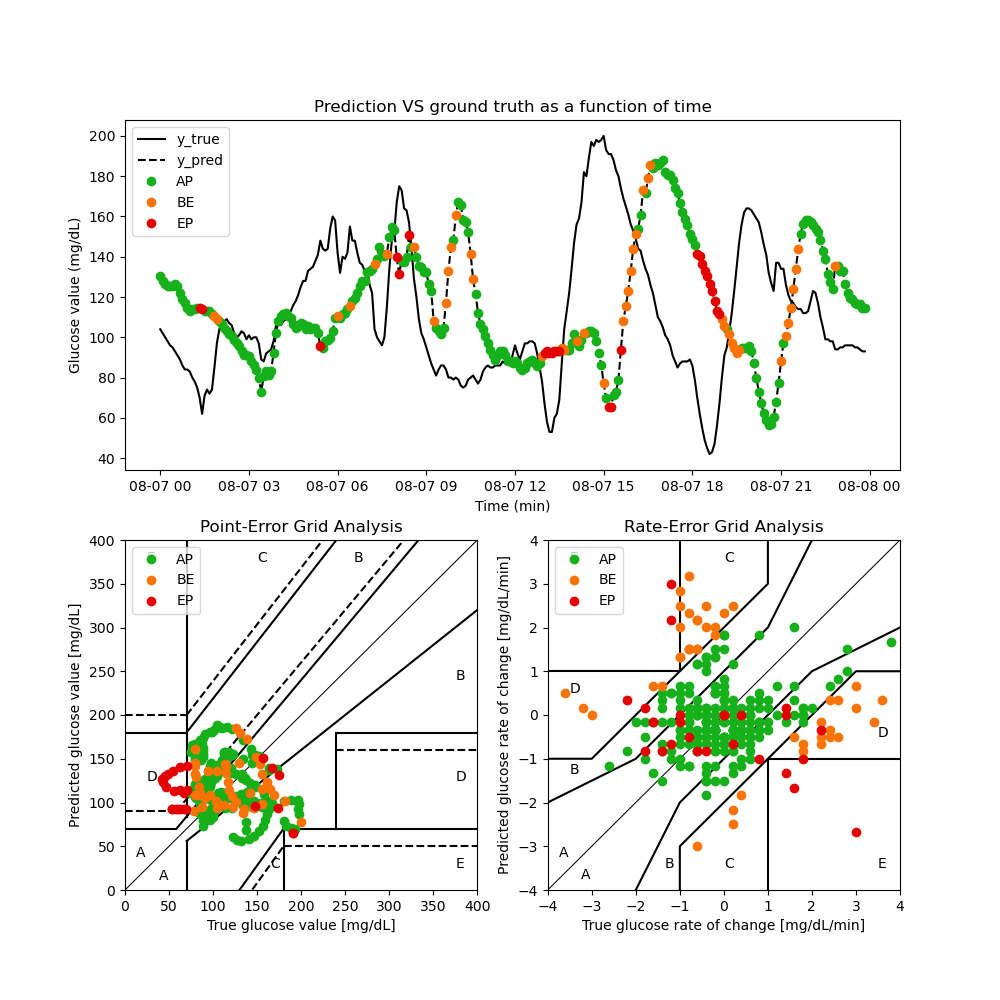 Prediction VS ground truth as a function of time
Glucose value (mg/dL)
200
180
160
140
120
100
80
60
40
y_true
y_pred
AP
BE
EP
08-07 00 08-07 03 08-07 06 08-07 09 08-07 12 08-07 15 08-07 18 08-07 21 08-08 00
Time (min)
Point-Error Grid Analysis
Predicted glucose value [mg/dL]
400
350
300
250
200
150
100
50
0
AP
BE
EP
C
B
B
D
D
A
A
C
E
0 50 100 150 200 250 300 350 400
True glucose value [mg/dL]
Rate-Error Grid Analysis
Predicted glucose rate of change [mg/dL/min]
4
3
2
1
0
−1
−2
−3
−4
AP
BE
EP
C
D
D
B
A
A
B
C
E
−4 −3 −2 −1 0 1 2 3 4
True glucose rate of change [mg/dL/min]